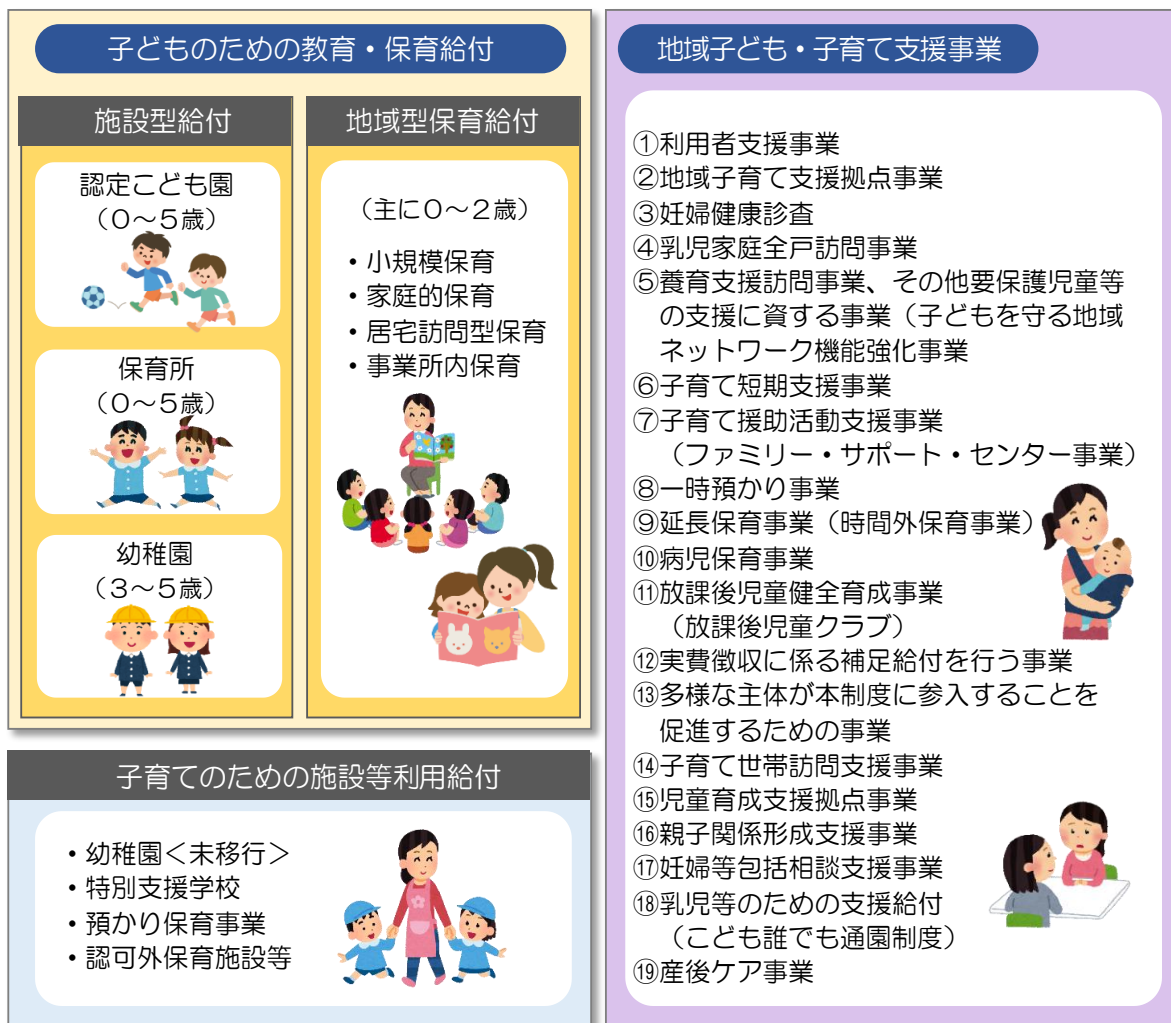 子どものための教育・保育給付
施設型給付
認定こども園
(０～５歳)
保育所
(０～５歳)
幼稚園
(３～５歳)
地域型保育給付
(主に０～２歳)
・小規模保育
・家庭的保育
・居宅訪問型保育
・事業所内保育
子育てのための施設等利用給付
・幼稚園＜未移行＞
・特別支援学校
・預かり保育事業
・認可外保育施設等
地域子ども・子育て支援事業
①利用者支援事業
②地域子育て支援拠点事業
③妊婦健康診査
④乳児家庭全戸訪問事業
⑤養育支援訪問事業、その他要保護児童等
の支援に資する事業（子どもを守る地域
ネットワーク機能強化事業
⑥子育て短期支援事業
⑦子育て援助活動支援事業
（ファミリー・サポート・センター事業）
⑧一時預かり事業
⑨延長保育事業（時間外保育事業）
⑩病児保育事業
⑪放課後児童健全育成事業
（放課後児童クラブ）
⑫実費徴収に係る補足給付を行う事業
⑬多様な主体が本制度に参入することを
促進するための事業
⑭子育て世帯訪問支援事業
⑮児童育成支援拠点事業
⑯親子関係形成支援事業
⑰妊婦等包括相談支援事業
⑱乳児等のための支援給付
（こども誰でも通園制度）
⑲産後ケア事業